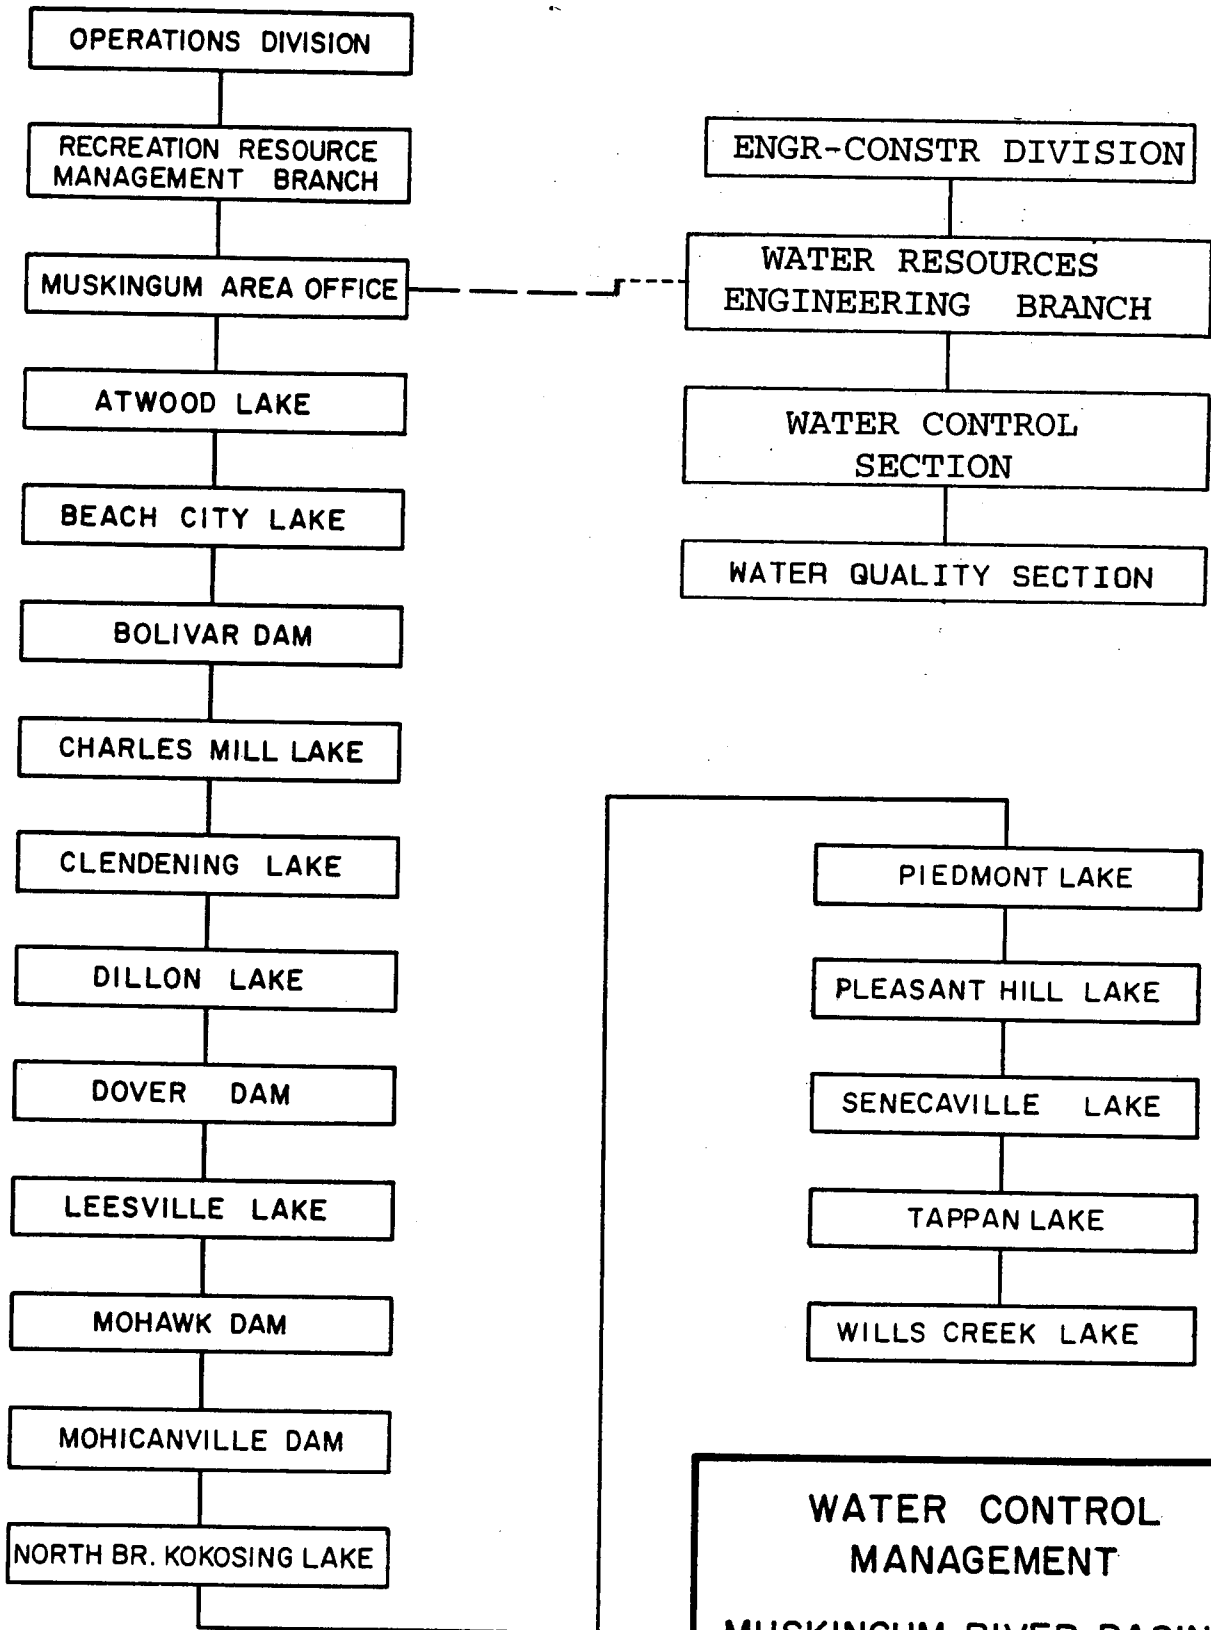 OPERATIONS DIVISION
RECREATION RESOURCE
MANAGEMENT BRANCH
MUSKINGUM AREA OFFICE
ATWOOD LAKE
BEACH CITY LAKE
BOLIVAR DAM
CHARLES MILL LAKE
CLENDENING LAKE
DILLON LAKE
DOVER DAM
LEESVILLE LAKE
MOHAWK DAM
MOHICANVILLE DAM
NORTH BR. KOKOSING LAKE
ENGR-CONSTR DIVISION
WATER RESOURCES
ENGINEERING BRANCH
WATER CONTROL
SECTION
WATER QUALITY SECTION
PIEDMONT LAKE
PLEASANT HILL LAKE
SENECAVILLE LAKE
TAPPAN LAKE
WILLS CREEK LAKE
WATER CONTROL
MANAGEMENT
MUSKINGUM RIVER BASIN